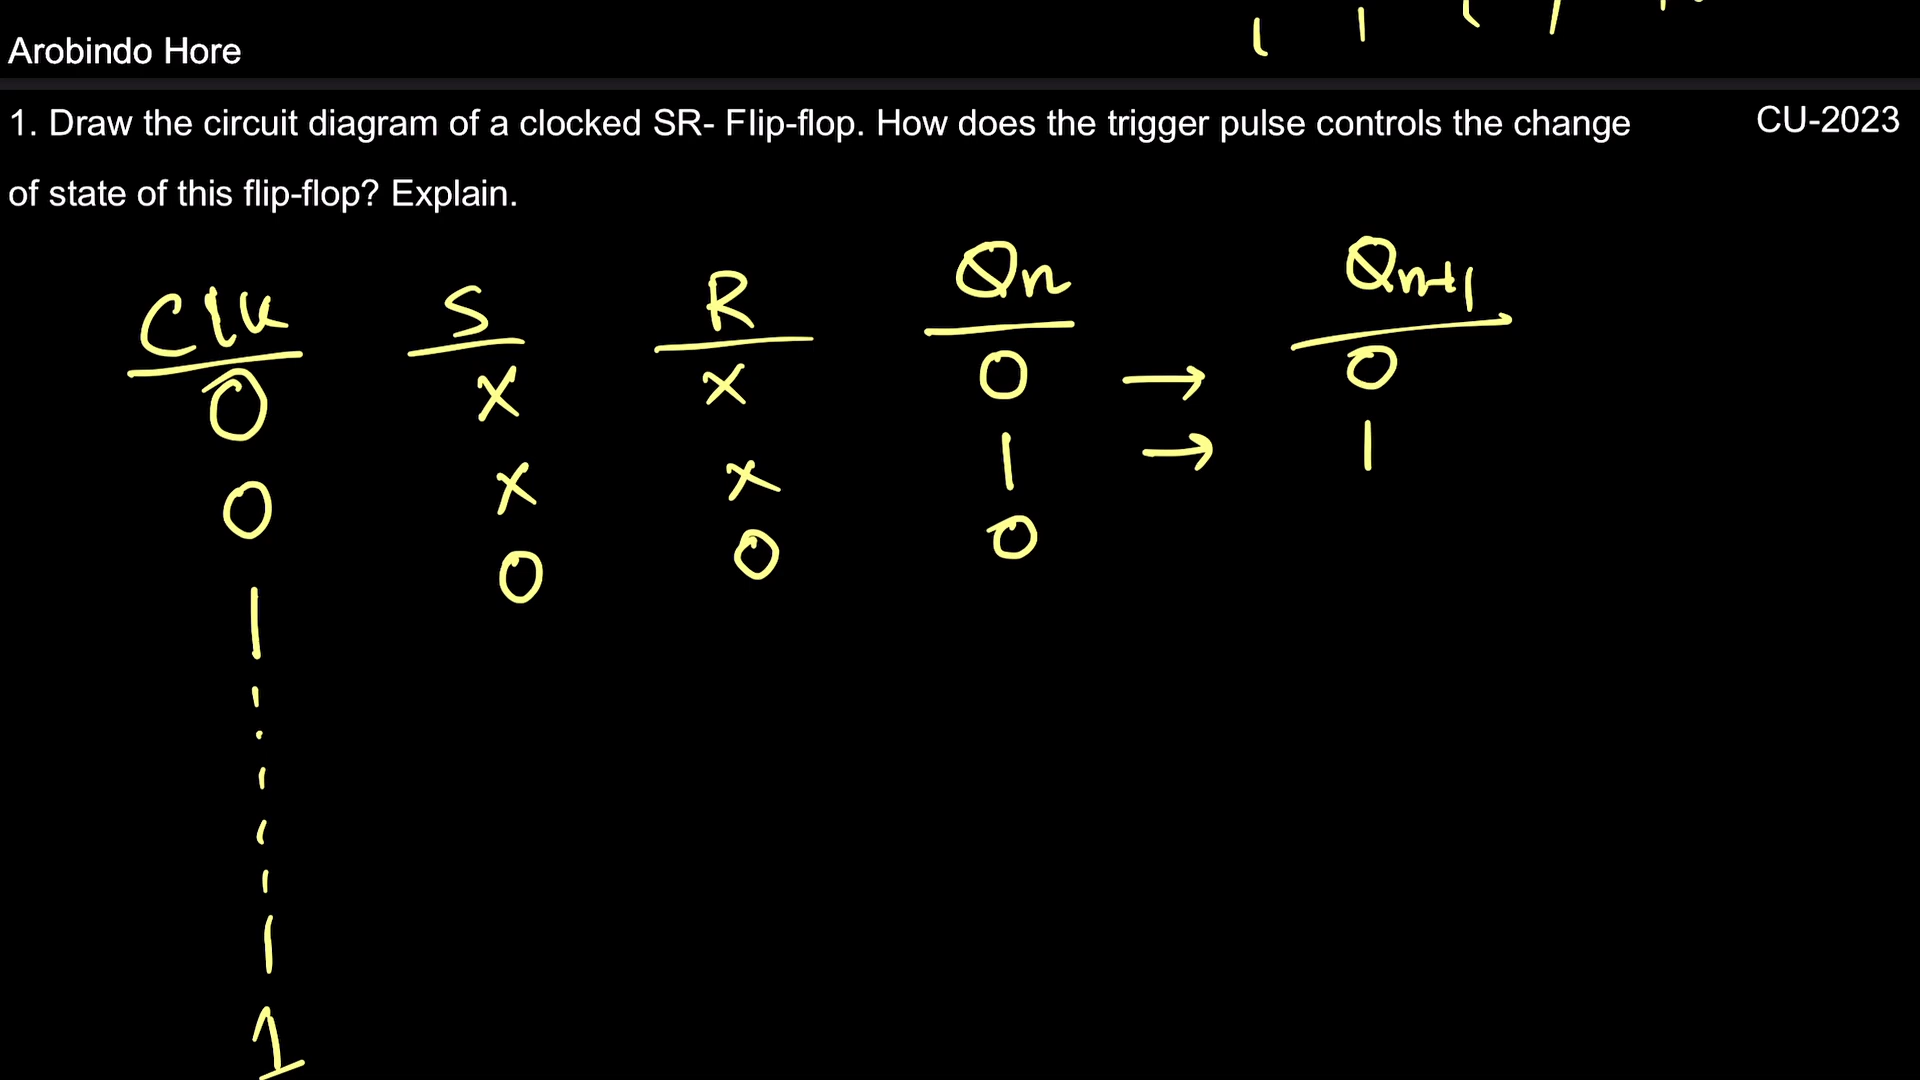 Arobindo Hore
1. Draw the circuit diagram of a clocked SR- Flip-flop. How does the trigger pulse controls the change
CU-2023
of state of this flip-flop? Explain.
Clk S R Qn Qn+1
0 X X 0 → 0
0 X X 1 → 1
1 0 0 0
1
1